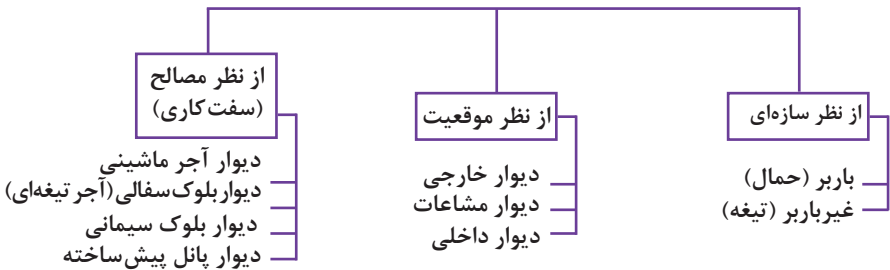 از نظر سازه‌ای
باربر (حمال)
غیرباربر (تیغه)
از نظر موقعیت
دیوار خارجی
دیوار مشاعات
دیوار داخلی
از نظر مصالح
(سفت‌کاری)
دیوار آجر ماشینی
دیوار بلوک‌سفالی (آجر تیغه‌ای)
دیوار بلوک سیمانی
دیوار پانل پیش‌ساخته